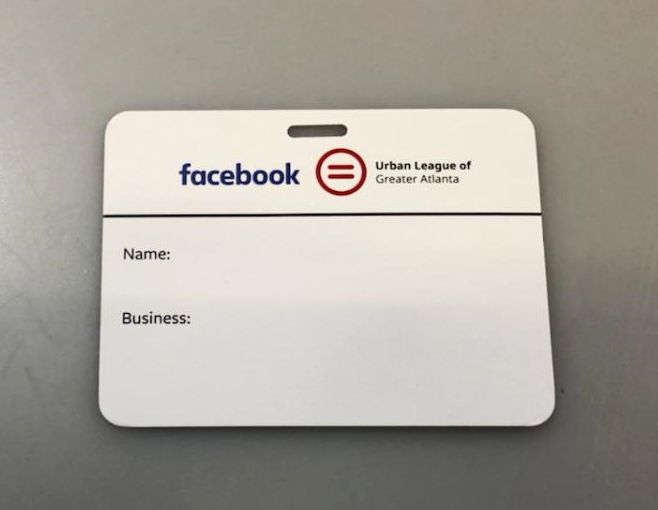 facebook
Urban League of
Greater Atlanta
Name:
Business: